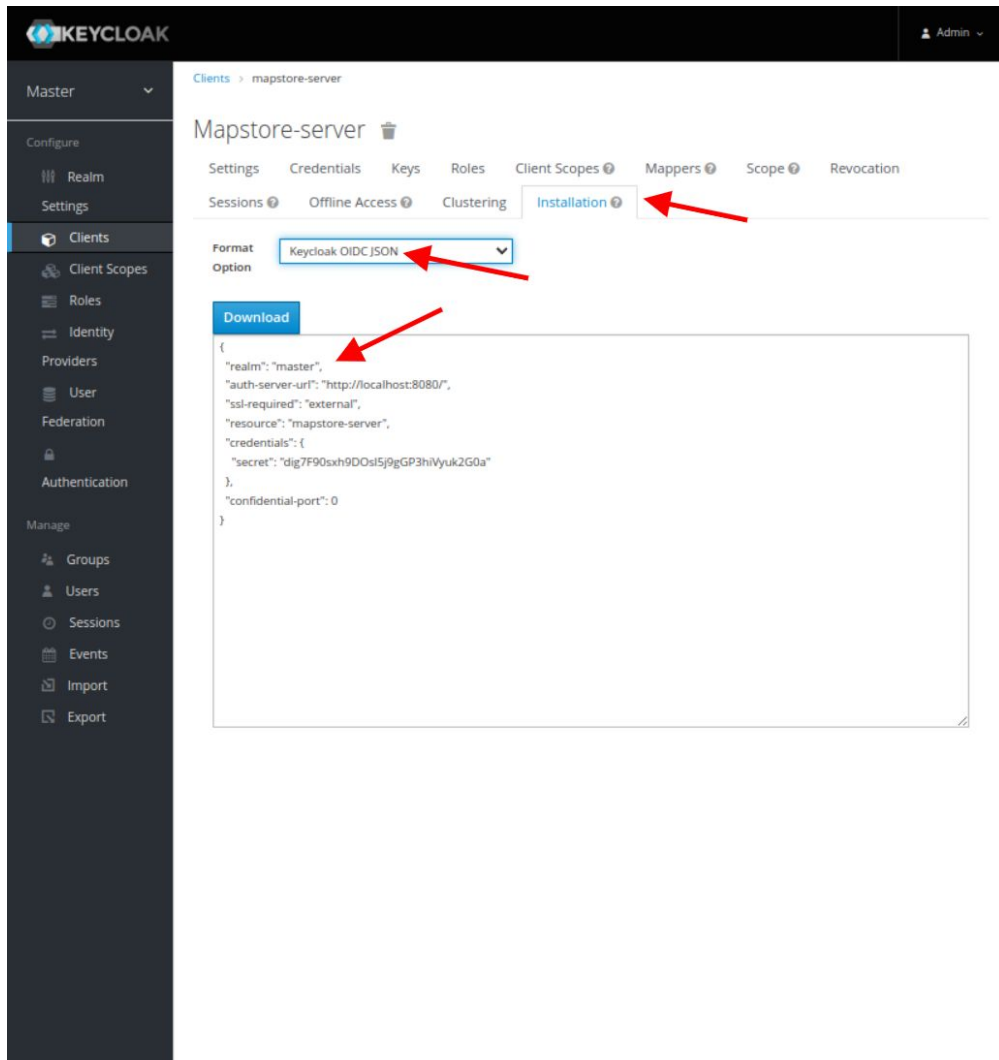 KEYCLOAK
Admin
Master
Clients > mapstore-server
Mapstore-server
Configure
Realm
Settings
Clients
Client Scopes
Roles
Identity
Providers
User
Federation
Authentication
Manage
Groups
Users
Sessions
Events
Import
Export
Settings Credentials Keys Roles Client Scopes Mappers Scope Revocation
Sessions Offline Access Clustering Installation
Format
Option
Keycloak OIDC JSON
Download
{
"realm": "master",
"auth-server-url": "http://localhost:8080/",
"ssl-required": "external",
"resource": "mapstore-server",
"credentials": {
"secret": "dig7F90sxh9DOsl5j9gGP3hiVyuk2G0a"
},
"confidential-port": 0
}